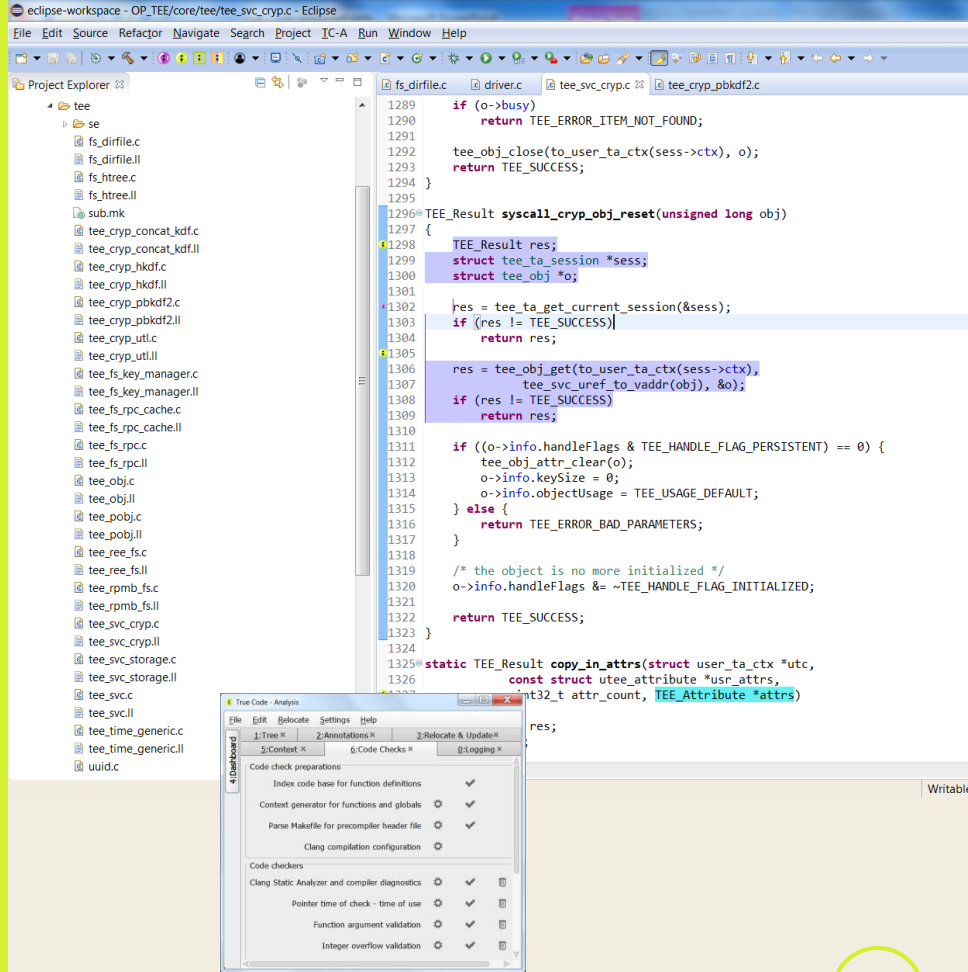 eclipse-workspace - OP_TEE/core/tee/tee_svc_cryp.c - Eclipse
File Edit Source Refactor Navigate Search Project IC-A Run Window Help
Project Explorer
fs_dirfile.c driver.c tee_svc_cryp.c tee_cryp_pbkdf2.c
tee
se
fs_dirfile.c
fs_dirfile.ll
fs_htree.c
fs_htree.ll
sub.mk
tee_cryp_concat_kdf.c
tee_cryp_concat_kdf.ll
tee_cryp_hkdf.c
tee_cryp_hkdf.ll
tee_cryp_pbkdf2.c
tee_cryp_pbkdf2.ll
tee_cryp_utl.c
tee_cryp_utl.ll
tee_fs_key_manager.c
tee_fs_key_manager.ll
tee_fs_rpc_cache.c
tee_fs_rpc_cache.ll
tee_fs_rpc.c
tee_fs_rpc.ll
tee_obj.c
tee_obj.ll
tee_pobj.c
tee_pobj.ll
tee_ree_fs.c
tee_ree_fs.ll
tee_rpmb_fs.c
tee_rpmb_fs.ll
tee_svc_cryp.c
tee_svc_cryp.ll
tee_svc_storage.c
tee_svc_storage.ll
tee_svc.c
tee_svc.ll
tee_time_generic.c
tee_time_generic.ll
uuid.c
1289 if (o->busy)
1290 return TEE_ERROR_ITEM_NOT_FOUND;
1291
1292 tee_obj_close(to_user_ta_ctx(sess->ctx), o);
1293 return TEE_SUCCESS;
1294 }
1295
1296 TEE_Result syscall_cryp_obj_reset(unsigned long obj)
1297 {
1298 TEE_Result res;
1299 struct tee_ta_session *sess;
1300 struct tee_obj *o;
1301
1302 res = tee_ta_get_current_session(&sess);
1303 if (res != TEE_SUCCESS)
1304 return res;
1305
1306 res = tee_obj_get(to_user_ta_ctx(sess->ctx),
1307 tee_svc_uref_to_vaddr(obj), &o);
1308 if (res != TEE_SUCCESS)
1309 return res;
1310
1311 if ((o->info.handleFlags & TEE_HANDLE_FLAG_PERSISTENT) == 0) {
1312 tee_obj_attr_clear(o);
1313 o->info.keySize = 0;
1314 o->info.objectUsage = TEE_USAGE_DEFAULT;
1315 } else {
1316 return TEE_ERROR_BAD_PARAMETERS;
1317 }
1318
1319 /* the object is no more initialized */
1320 o->info.handleFlags &= ~TEE_HANDLE_FLAG_INITIALIZED;
1321
1322 return TEE_SUCCESS;
1323 }
1324
1325 static TEE_Result copy_in_attrs(struct user_ta_ctx *utc,
1326 const struct utee_attribute *usr_attrs,
int32_t attr_count, TEE_Attribute *attrs)
res;
;
Writable
True Code - Analysis
File Edit Relocate Settings Help
4:Dashboard
1:Tree × 2:Annotations × 3:Relocate & Update ×
5:Context × 6:Code Checks × 0:Logging ×
Code check preparations
Index code base for function definitions
Context generator for functions and globals
Parse Makefile for precompiler header file
Clang compilation configuration
Code checkers
Clang Static Analyzer and compiler diagnostics
Pointer time of check - time of use
Function argument validation
Integer overflow validation